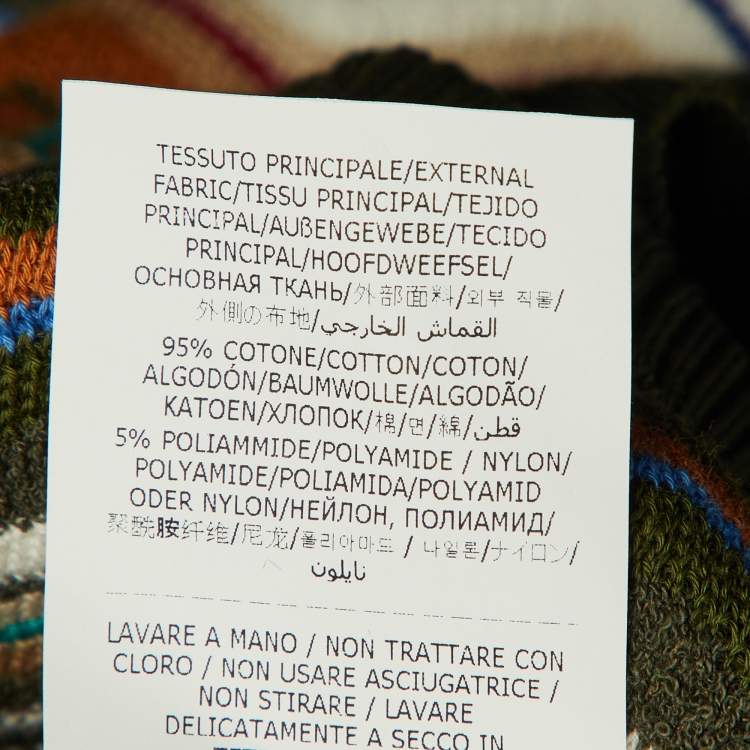 TESSUTO PRINCIPALE/EXTERNAL
FABRIC/TISSU PRINCIPAL/TEJIDO
PRINCIPAL/AUßENGEWEBE/TECIDO
PRINCIPAL/HOOFDWEEFSEL/
ОСНОВНАЯ ТКАНЬ/外部面料/외부 직물/
外側の布地/القماش الخارجي
95% COTONE/COTTON/COTON/
ALGODÓN/BAUMWOLLE/ALGODÃO/
KATOEN/ХЛОПОК/棉/면/綿/قطن
5% POLIAMMIDE/POLYAMIDE / NYLON/
POLYAMIDE/POLIAMIDA/POLYAMID
ODER NYLON/НЕЙЛОН, ПОЛИАМИД/
聚酰胺纤维/尼龙/폴리아마드 / 나일론/ナイロン/
نايلون
LAVARE A MANO / NON TRATTARE CON
CLORO / NON USARE ASCIUGATRICE /
NON STIRARE / LAVARE
DELICATAMENTE A SECCO IN